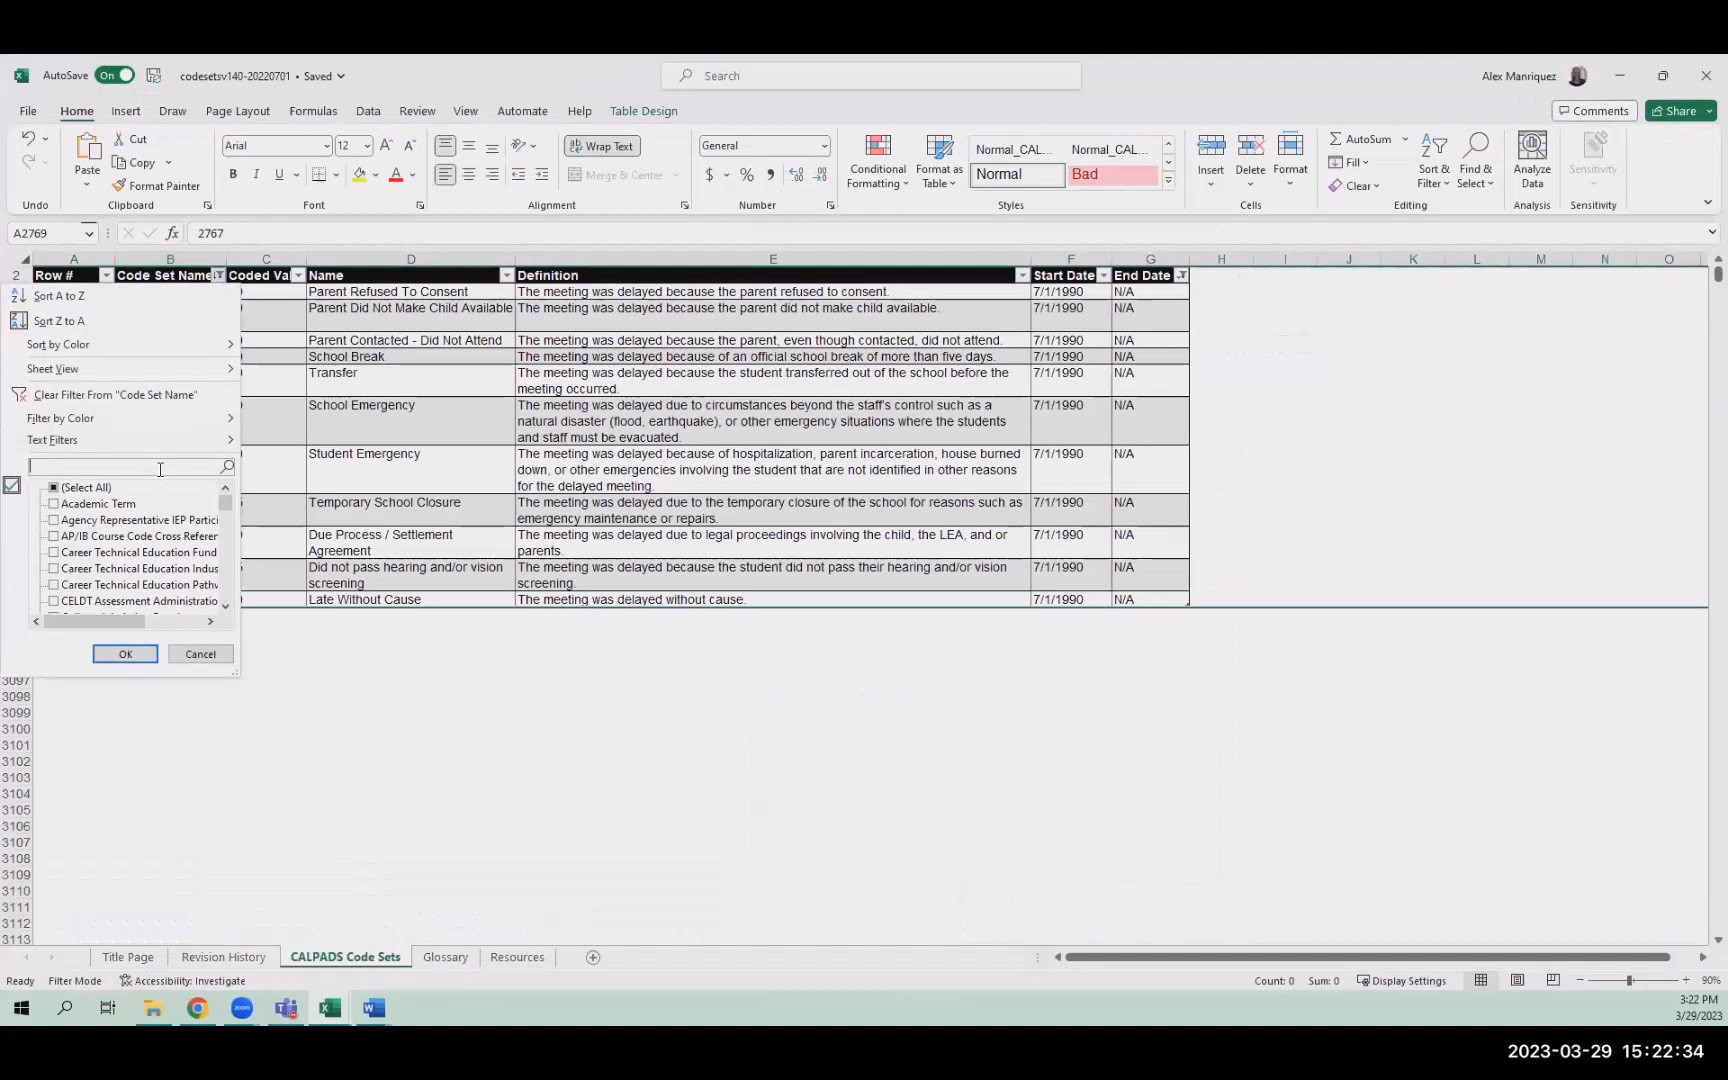 AutoSave On codesetsv140-20220701 • Saved Search Alex Manriquez
File Home Insert Draw Page Layout Formulas Data Review View Automate Help Table Design Comments Share
Cut
Copy
Format Painter
Paste
Arial 12
B I U
Wrap Text
Merge & Center
General
$ % 9
Conditional Formatting
Format as Table
Normal_CAL... Normal_CAL...
Normal Bad
Insert Delete Format
AutoSum
Fill
Clear
Sort & Filter
Find & Select
Analyze Data
Sensitivity
Undo Clipboard Font Alignment Number Styles Cells Editing Analysis Sensitivity
A2769 fx 2767
A B C D E F G H I J K L M N O
2 Row # Code Set Name Coded Val Name Definition Start Date End Date
Parent Refused To Consent The meeting was delayed because the parent refused to consent. 7/1/1990 N/A
Parent Did Not Make Child Available The meeting was delayed because the parent did not make child available. 7/1/1990 N/A
Parent Contacted - Did Not Attend The meeting was delayed because the parent, even though contacted, did not attend. 7/1/1990 N/A
School Break The meeting was delayed because of an official school break of more than five days. 7/1/1990 N/A
Transfer The meeting was delayed because the student transferred out of the school before the 7/1/1990 N/A
meeting occurred.
School Emergency The meeting was delayed due to circumstances beyond the staff's control such as a 7/1/1990 N/A
natural disaster (flood, earthquake), or other emergency situations where the students
and staff must be evacuated.
Student Emergency The meeting was delayed because of hospitalization, parent incarceration, house burned 7/1/1990 N/A
down, or other emergencies involving the student that are not identified in other reasons
for the delayed meeting.
Temporary School Closure The meeting was delayed due to the temporary closure of the school for reasons such as 7/1/1990 N/A
emergency maintenance or repairs.
Due Process / Settlement The meeting was delayed due to legal proceedings involving the child, the LEA, and or 7/1/1990 N/A
Agreement parents.
Did not pass hearing and/or vision The meeting was delayed because the student did not pass their hearing and/or vision 7/1/1990 N/A
screening screening.
Late Without Cause The meeting was delayed without cause. 7/1/1990 N/A
Sort A to Z
Sort Z to A
Sort by Color
Sheet View
Clear Filter From "Code Set Name"
Filter by Color
Text Filters
(Select All)
Academic Term
Agency Representative IEP Partici
AP/IB Course Code Cross Referen
Career Technical Education Fund
Career Technical Education Indus
Career Technical Education Pathw
CELDT Assessment Administratio
OK Cancel
3097
3098
3099
3100
3101
3102
3103
3104
3105
3106
3107
3108
3109
3110
3111
3112
3113
Title Page Revision History CALPADS Code Sets Glossary Resources
Ready Filter Mode Accessibility: Investigate Count: 0 Sum: 0 Display Settings 90%
zoom
3:22 PM
3/29/2023
2023-03-29 15:22:34